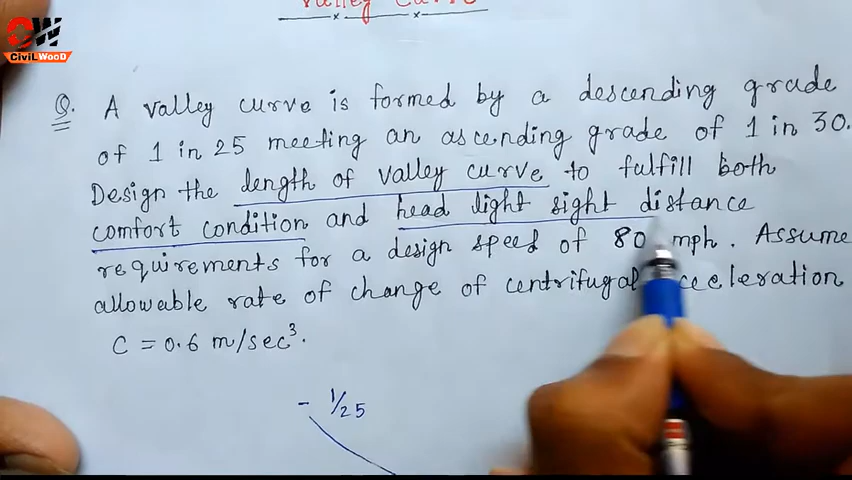 Valley Curve
CW
CiviL WooD
Q. A valley curve is formed by a descending grade
of 1 in 25 meeting an ascending grade of 1 in 30.
Design the length of valley curve to fulfill both
comfort condition and head light sight distance
requirements for a design speed of 80 mph. Assume
allowable rate of change of centrifugal cceleration
C = 0.6 m/sec³.
- 1/25